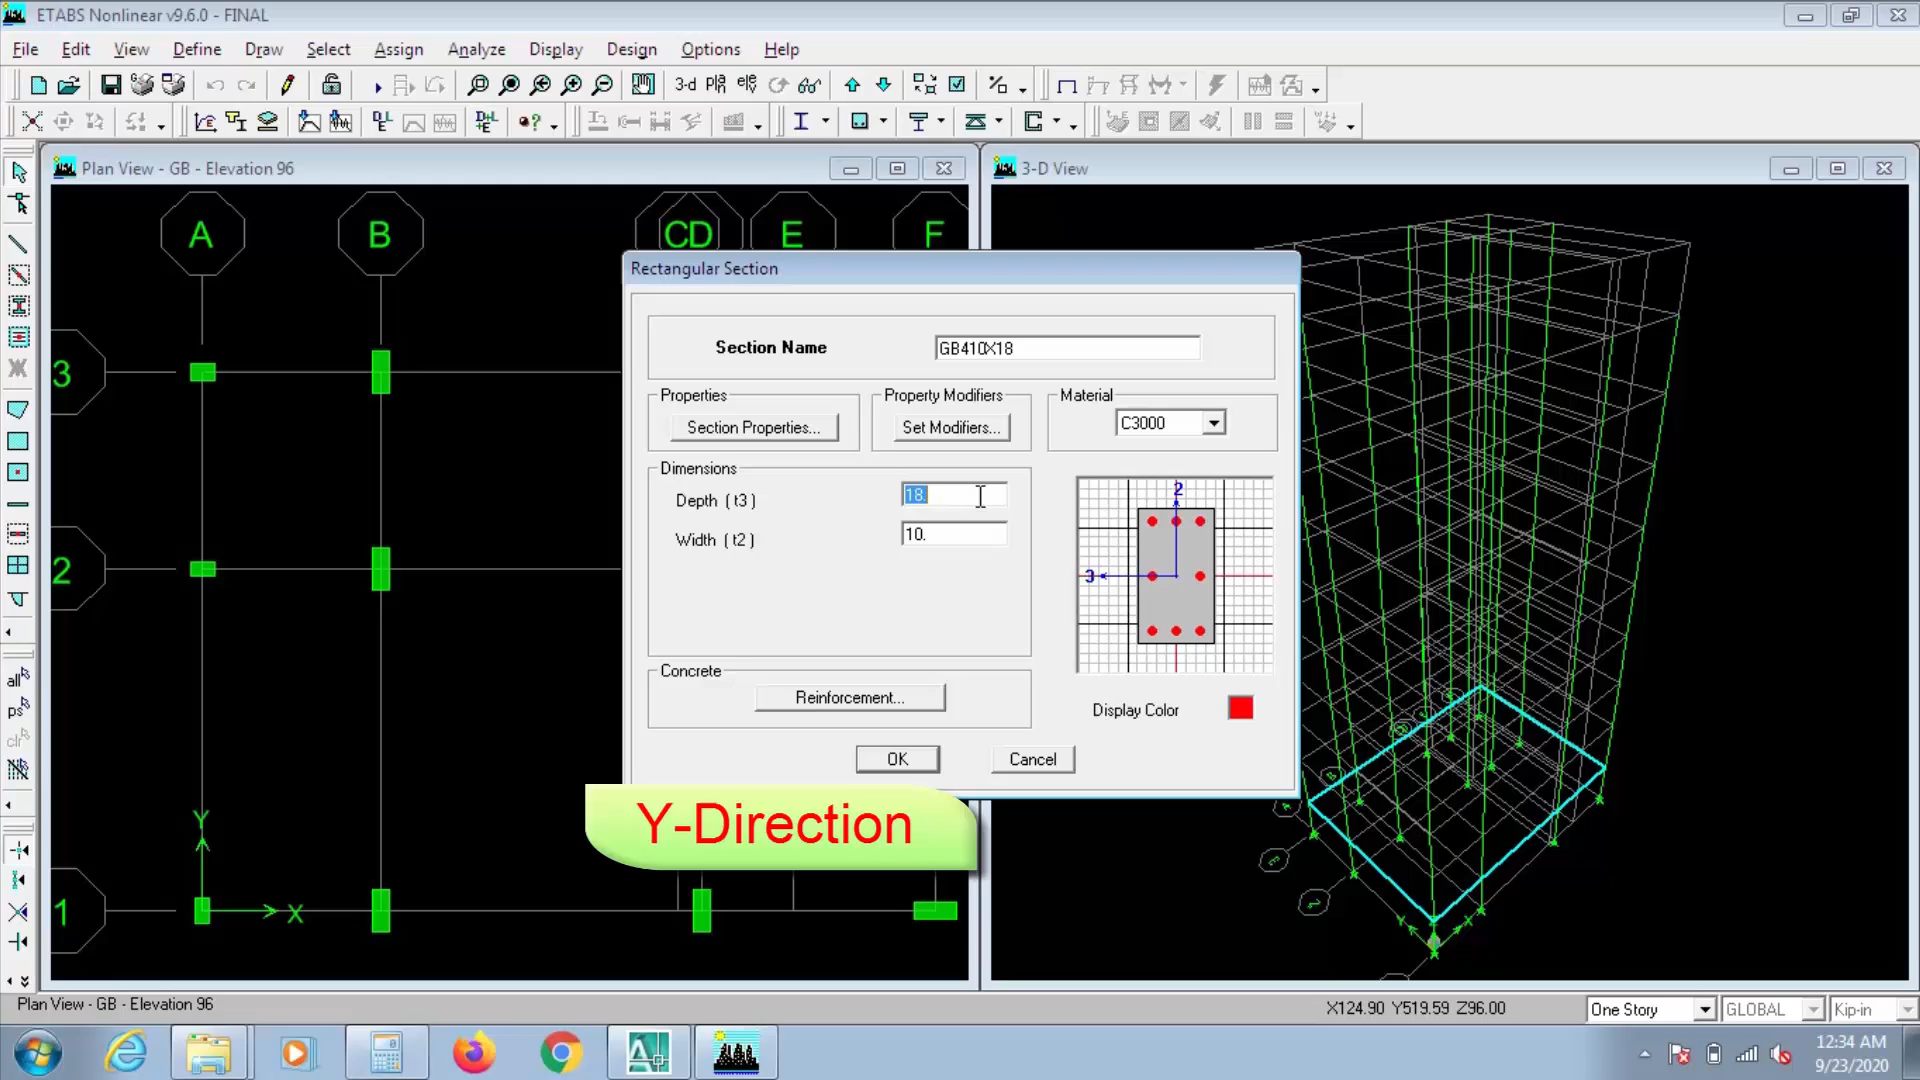 ETABS Nonlinear v9.6.0 - FINAL
File Edit View Define Draw Select Assign Analyze Display Design Options Help
3-d
Plan View - GB - Elevation 96
3-D View
A B CD E F
3
2
1
Y
X
Rectangular Section
Section Name GB410X18
Properties
Section Properties...
Property Modifiers
Set Modifiers...
Material
C3000
Dimensions
Depth ( t3 ) 18.
Width ( t2 ) 10.
2
3
Concrete
Reinforcement...
Display Color
OK Cancel
Y-Direction
all
ps
clr
Plan View - GB - Elevation 96
X124.90 Y519.59 Z96.00
One Story
GLOBAL
Kip-in
12:34 AM
9/23/2020